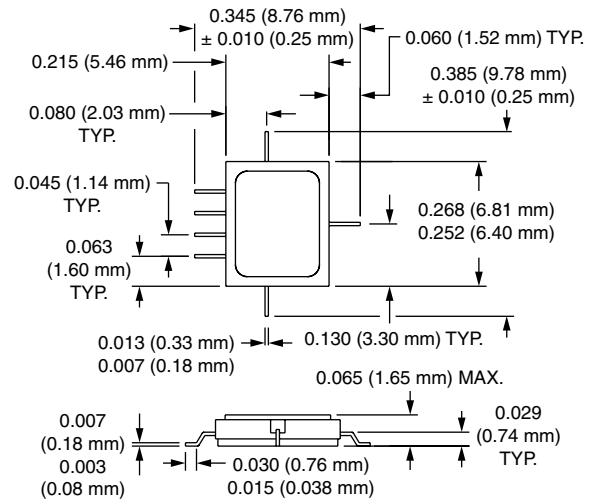 0.345 (8.76 mm)
± 0.010 (0.25 mm)
0.060 (1.52 mm) TYP.
0.215 (5.46 mm)
0.385 (9.78 mm)
± 0.010 (0.25 mm)
0.080 (2.03 mm)
TYP.
0.045 (1.14 mm)
TYP.
0.268 (6.81 mm)
0.252 (6.40 mm)
0.063
(1.60 mm)
TYP.
0.013 (0.33 mm)
0.007 (0.18 mm)
0.130 (3.30 mm) TYP.
0.065 (1.65 mm) MAX.
0.007
(0.18 mm)
0.003
(0.08 mm)
0.029
(0.74 mm)
TYP.
0.030 (0.76 mm)
0.015 (0.038 mm)